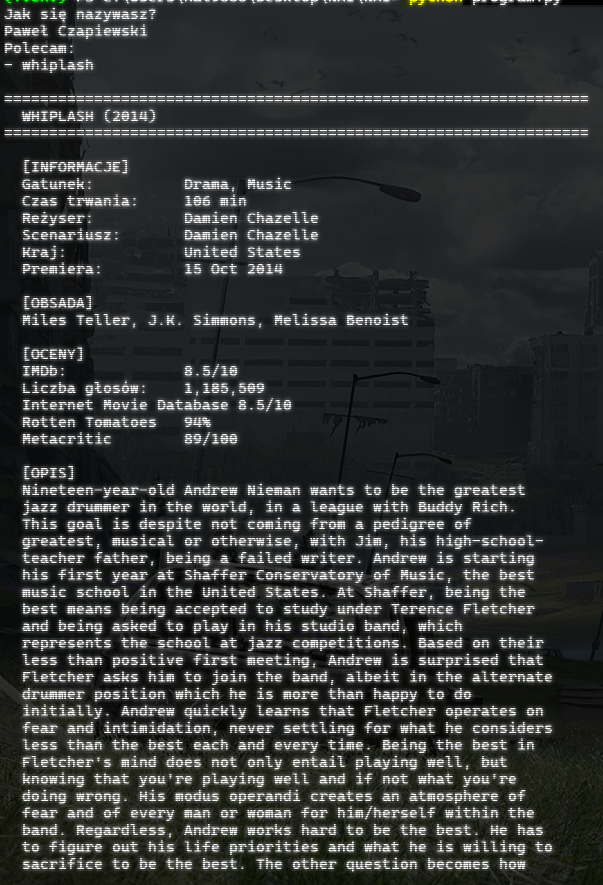 python program.py
Jak się nazywasz?
Paweł Czapiewski
Polecam:
- whiplash
=================================================================
WHIPLASH (2014)
=================================================================
[INFORMACJE]
Gatunek: Drama, Music
Czas trwania: 106 min
Reżyser: Damien Chazelle
Scenariusz: Damien Chazelle
Kraj: United States
Premiera: 15 Oct 2014
[OBSADA]
Miles Teller, J.K. Simmons, Melissa Benoist
[OCENY]
IMDb: 8.5/10
Liczba głosów: 1,185,509
Internet Movie Database 8.5/10
Rotten Tomatoes 94%
Metacritic 89/100
[OPIS]
Nineteen-year-old Andrew Nieman wants to be the greatest
jazz drummer in the world, in a league with Buddy Rich.
This goal is despite not coming from a pedigree of
greatest, musical or otherwise, with Jim, his high-school-
teacher father, being a failed writer. Andrew is starting
his first year at Shaffer Conservatory of Music, the best
music school in the United States. At Shaffer, being the
best means being accepted to study under Terence Fletcher
and being asked to play in his studio band, which
represents the school at jazz competitions. Based on their
less than positive first meeting, Andrew is surprised that
Fletcher asks him to join the band, albeit in the alternate
drummer position which he is more than happy to do
initially. Andrew quickly learns that Fletcher operates on
fear and intimidation, never settling for what he considers
less than the best each and every time. Being the best in
Fletcher's mind does not only entail playing well, but
knowing that you're playing well and if not what you're
doing wrong. His modus operandi creates an atmosphere of
fear and of every man or woman for him/herself within the
band. Regardless, Andrew works hard to be the best. He has
to figure out his life priorities and what he is willing to
sacrifice to be the best. The other question becomes how